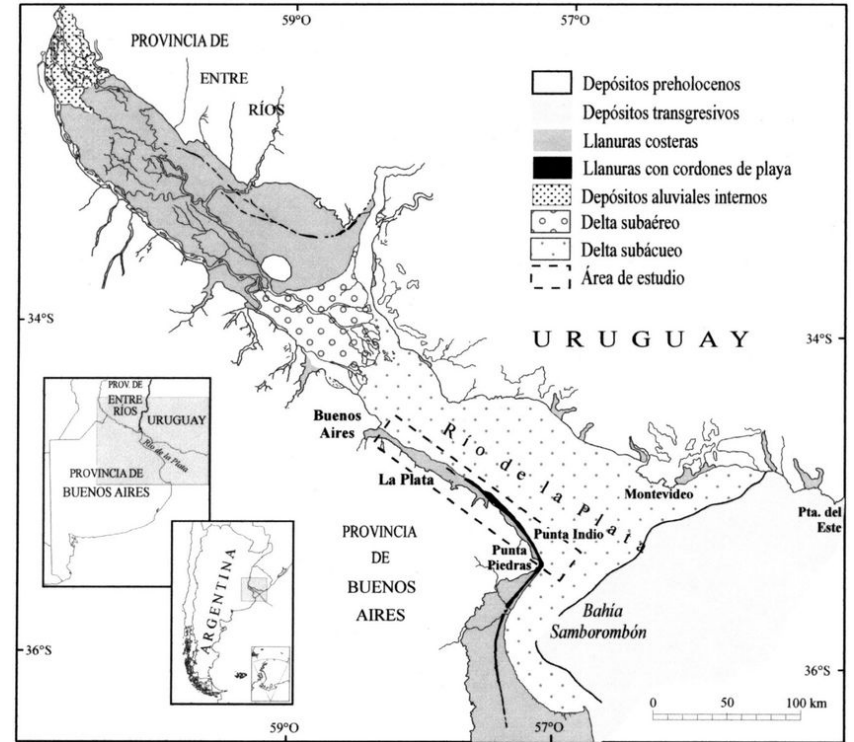 59°O
57°O
PROVINCIA DE
ENTRE
RÍOS
Depósitos preholocenos
Depósitos transgresivos
Llanuras costeras
Llanuras con cordones de playa
Depósitos aluviales internos
Delta subaéreo
Delta subácueo
Área de estudio
34°S
34°S
URUGUAY
PROV. DE
ENTRE
RÍOS
URUGUAY
Río de la Plata
PROVINCIA DE
BUENOS AIRES
Buenos
Aires
Río de la Plata
La Plata
Montevideo
Pta. del
Este
Punta Indio
Punta
Piedras
PROVINCIA
DE
BUENOS
AIRES
ARGENTINA
Bahía
Samborombón
36°S
36°S
0 50 100 km
59°O
57°O